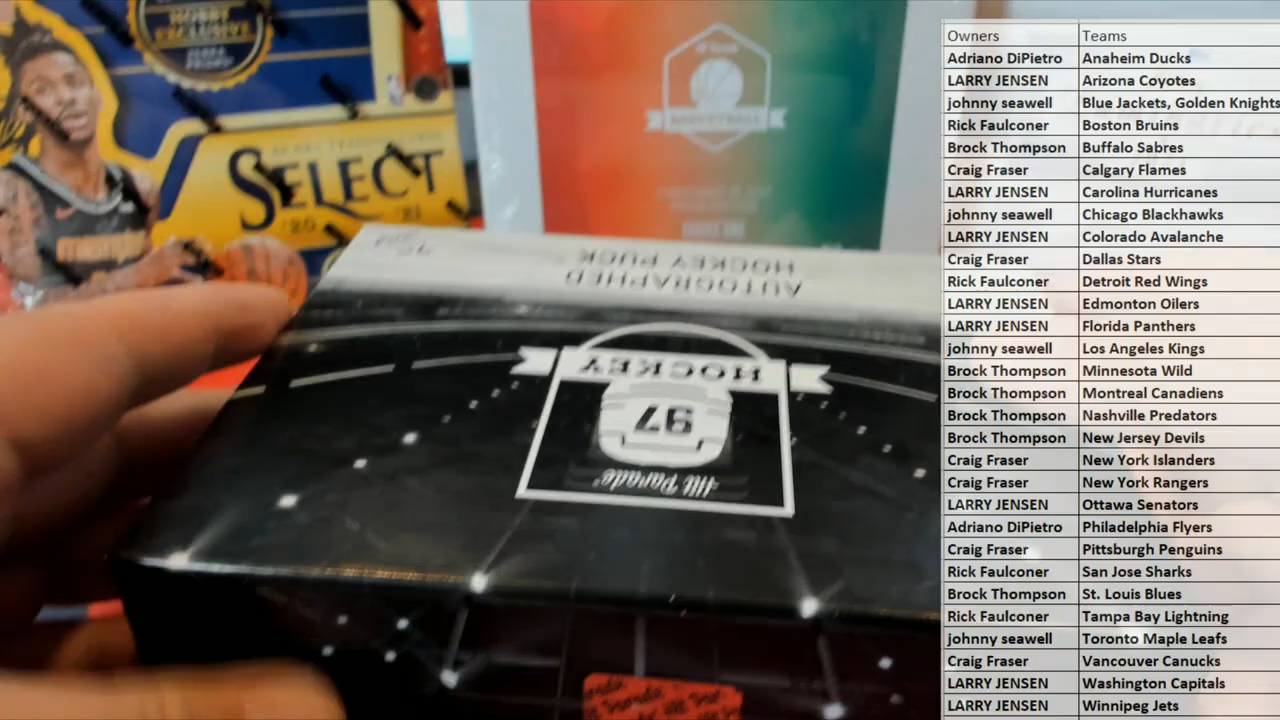 HOBBY
EXCLUSIVE
SELECT
'20 '21
BASKETBALL
AUTOGRAPHED
HOCKEY PUCK
HOCKEY
97
Hit Parade
Owners Teams
Adriano DiPietro Anaheim Ducks
LARRY JENSEN Arizona Coyotes
johnny seawell Blue Jackets, Golden Knights
Rick Faulconer Boston Bruins
Brock Thompson Buffalo Sabres
Craig Fraser Calgary Flames
LARRY JENSEN Carolina Hurricanes
johnny seawell Chicago Blackhawks
LARRY JENSEN Colorado Avalanche
Craig Fraser Dallas Stars
Rick Faulconer Detroit Red Wings
LARRY JENSEN Edmonton Oilers
LARRY JENSEN Florida Panthers
johnny seawell Los Angeles Kings
Brock Thompson Minnesota Wild
Brock Thompson Montreal Canadiens
Brock Thompson Nashville Predators
Brock Thompson New Jersey Devils
Craig Fraser New York Islanders
Craig Fraser New York Rangers
LARRY JENSEN Ottawa Senators
Adriano DiPietro Philadelphia Flyers
Craig Fraser Pittsburgh Penguins
Rick Faulconer San Jose Sharks
Brock Thompson St. Louis Blues
Rick Faulconer Tampa Bay Lightning
johnny seawell Toronto Maple Leafs
Craig Fraser Vancouver Canucks
LARRY JENSEN Washington Capitals
LARRY JENSEN Winnipeg Jets